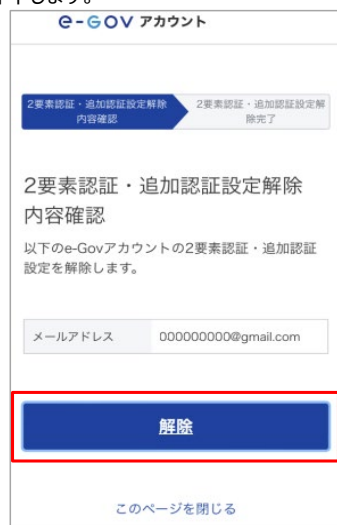 します。
e-GOV アカウント
2要素認証・追加認証設定解除
内容確認
2要素認証・追加認証設定解
除完了
2要素認証・追加認証設定解除
内容確認
以下のe-Govアカウントの2要素認証・追加認証
設定を解除します。
メールアドレス 000000000@gmail.com
解除
このページを閉じる